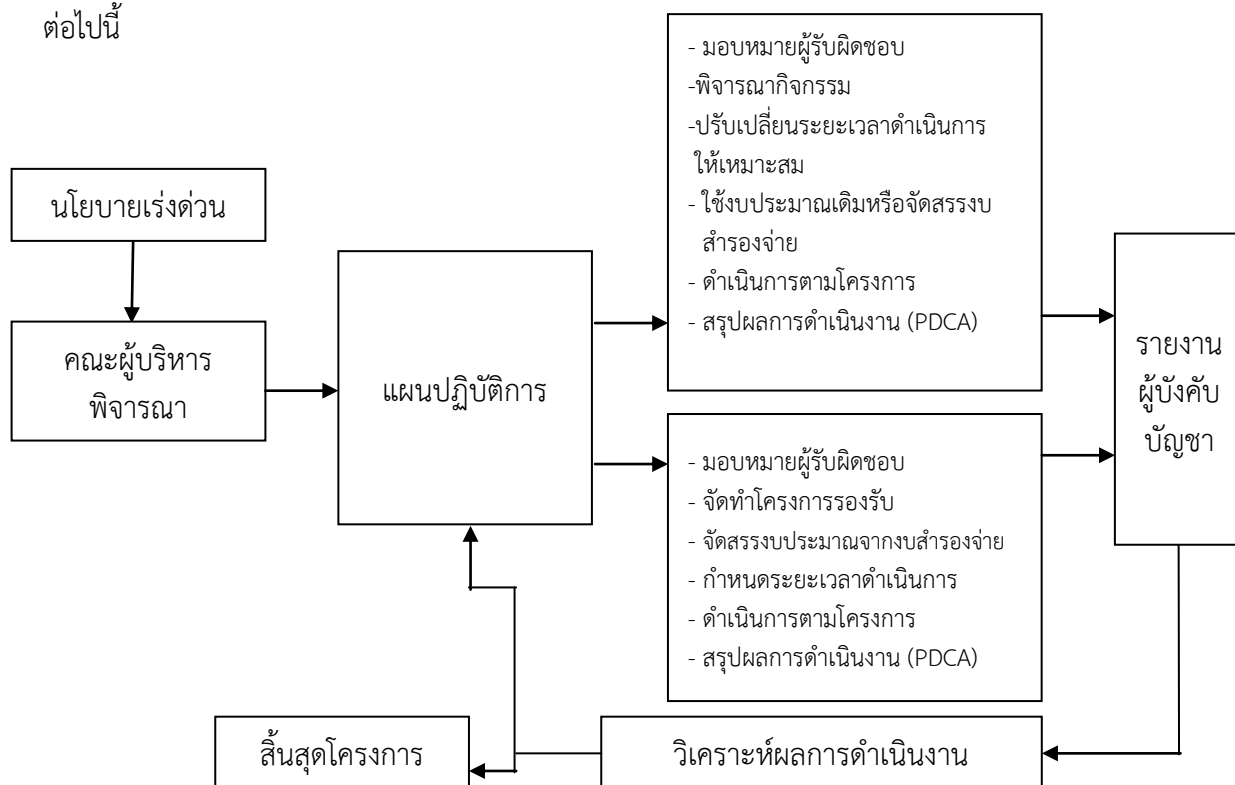 ต่อไปนี้
นโยบายเร่งด่วน
คณะผู้บริหาร
พิจารณา
แผนปฏิบัติการ
- มอบหมายผู้รับผิดชอบ
-พิจารณากิจกรรม
-ปรับเปลี่ยนระยะเวลาดำเนินการ
ให้เหมาะสม
- ใช้งบประมาณเดิมหรือจัดสรรงบ
สำรองจ่าย
- ดำเนินการตามโครงการ
- สรุปผลการดำเนินงาน (PDCA)
- มอบหมายผู้รับผิดชอบ
- จัดทำโครงการรองรับ
- จัดสรรงบประมาณจากงบสำรองจ่าย
- กำหนดระยะเวลาดำเนินการ
- ดำเนินการตามโครงการ
- สรุปผลการดำเนินงาน (PDCA)
รายงาน
ผู้บังคับ
บัญชา
วิเคราะห์ผลการดำเนินงาน
สิ้นสุดโครงการ